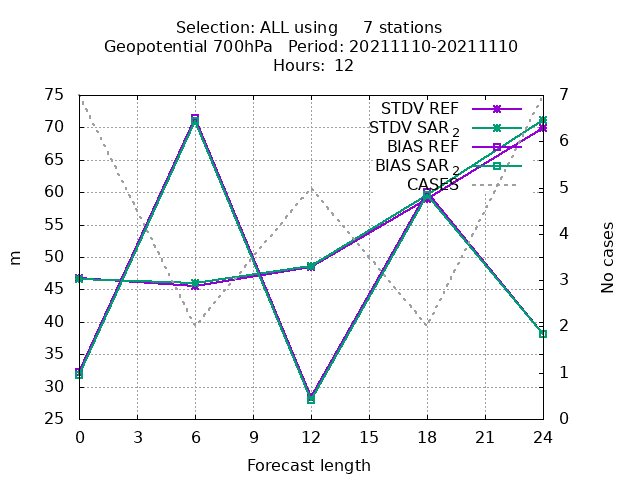 Selection: ALL using 7 stations
Geopotential 700hPa Period: 20211110-20211110
Hours: 12
STDV REF
STDV SAR 2
BIAS REF
BIAS SAR 2
CASES
75
70
65
60
55
50
45
40
35
30
25
7
6
5
4
3
2
1
0
m
No cases
0 3 6 9 12 15 18 21 24
Forecast length